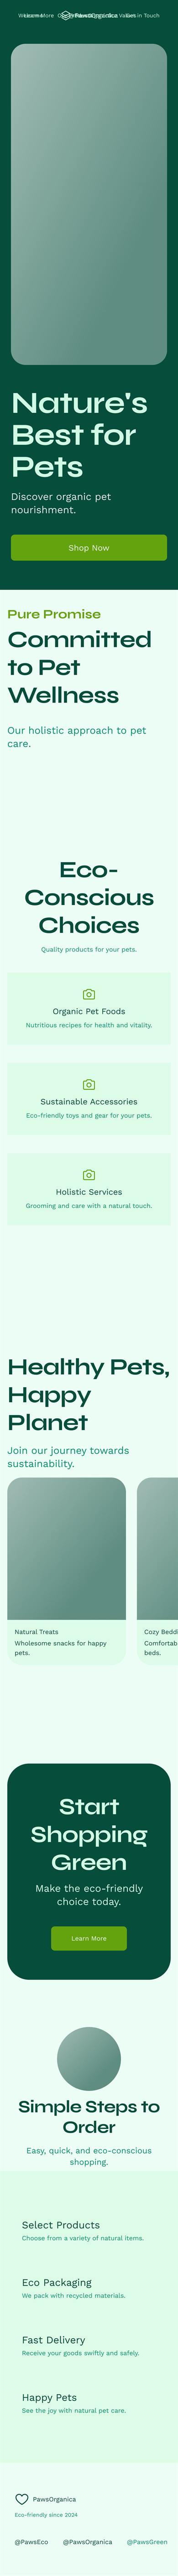 Learn More
PawsOrganica
Get in Touch
Nature's
Best for
Pets
Discover organic pet
nourishment.
Shop Now
Pure Promise
Committed
to Pet
Wellness
Our holistic approach to pet
care.
Eco-
Conscious
Choices
Quality products for your pets.
Organic Pet Foods
Nutritious recipes for health and vitality.
Sustainable Accessories
Eco-friendly toys and gear for your pets.
Holistic Services
Grooming and care with a natural touch.
Healthy Pets,
Happy
Planet
Join our journey towards
sustainability.
Natural Treats
Wholesome snacks for happy
pets.
Cozy Beddi
Comfortab
beds.
Start
Shopping
Green
Make the eco-friendly
choice today.
Learn More
Simple Steps to
Order
Easy, quick, and eco-conscious
shopping.
Select Products
Choose from a variety of natural items.
Eco Packaging
We pack with recycled materials.
Fast Delivery
Receive your goods swiftly and safely.
Happy Pets
See the joy with natural pet care.
PawsOrganica
Eco-friendly since 2024
@PawsEco
@PawsOrganica
@PawsGreen